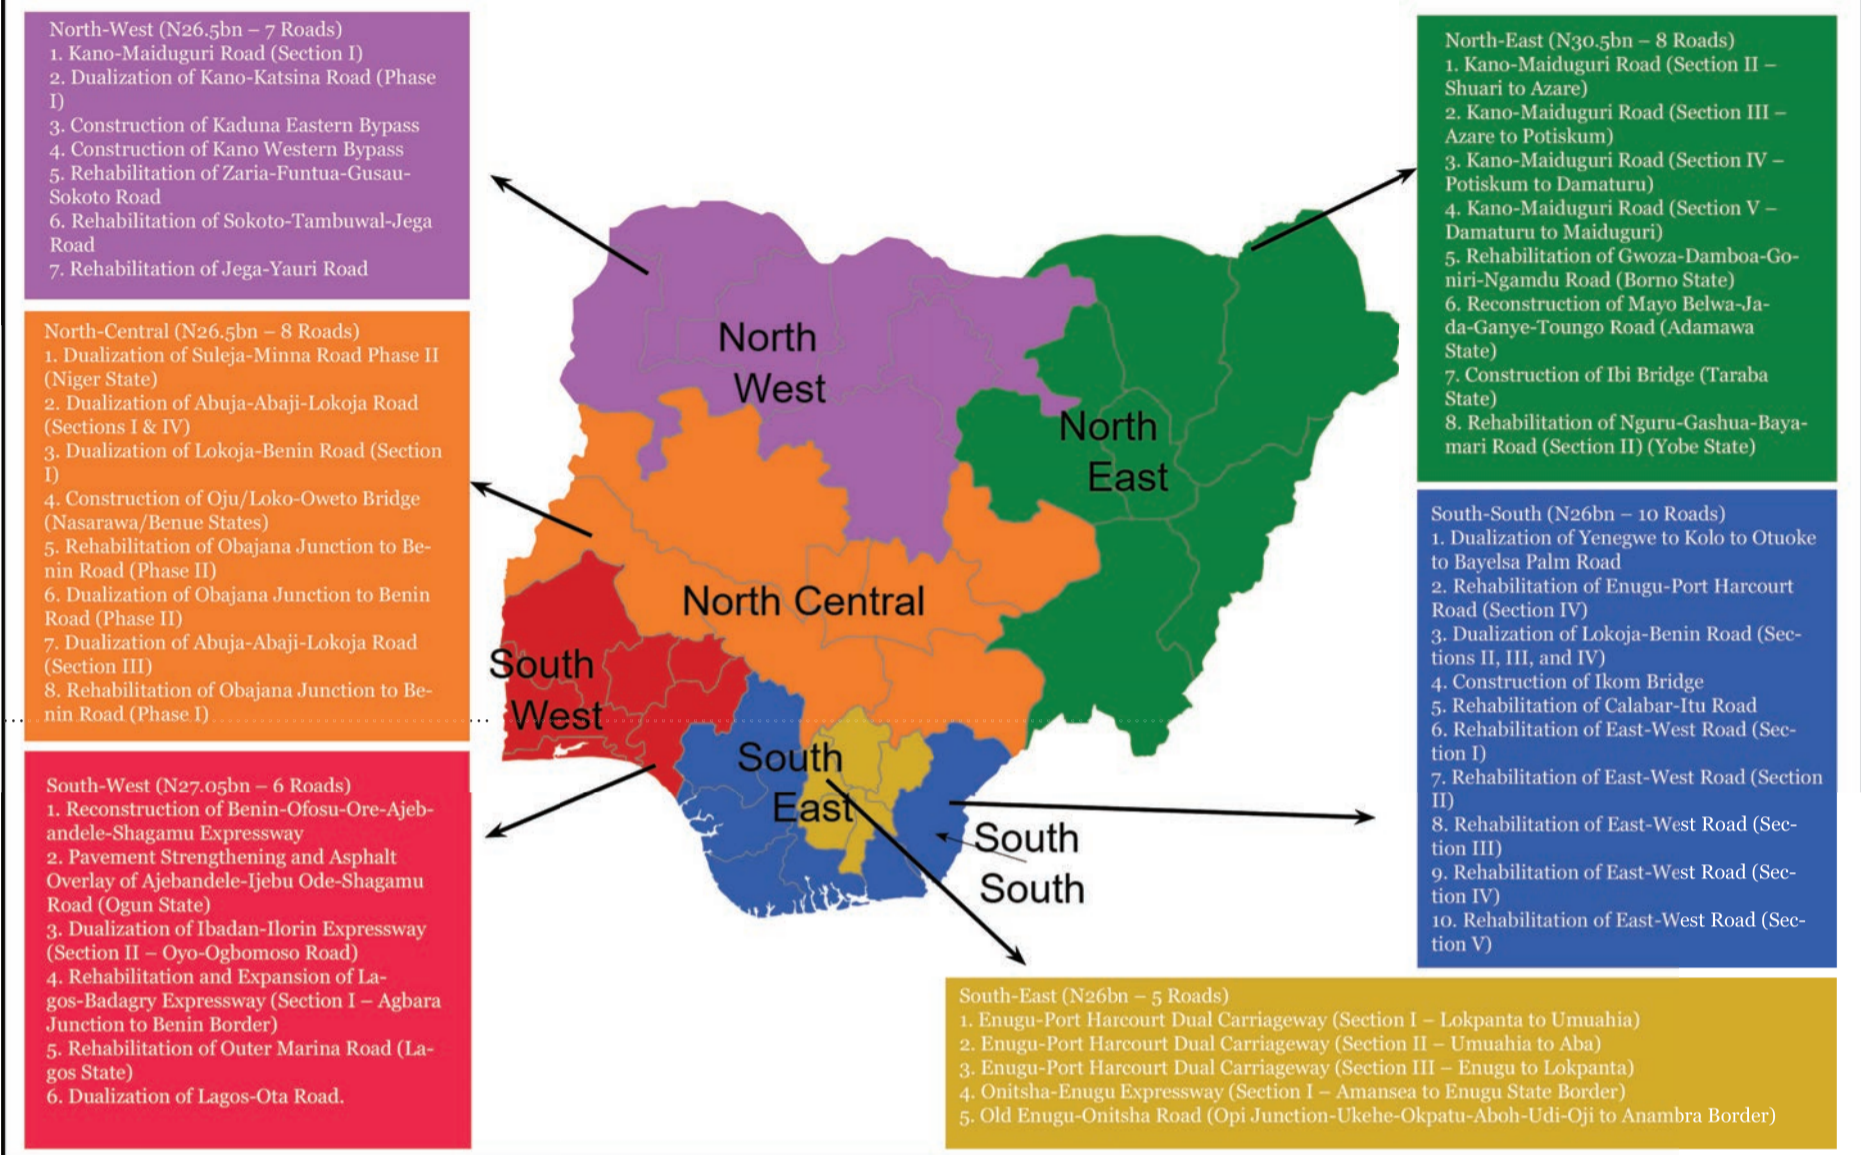 North-West (N26.5bn – 7 Roads)
1. Kano-Maiduguri Road (Section I)
2. Dualization of Kano-Katsina Road (Phase
I)
3. Construction of Kaduna Eastern Bypass
4. Construction of Kano Western Bypass
5. Rehabilitation of Zaria-Funtua-Gusau-
Sokoto Road
6. Rehabilitation of Sokoto-Tambuwal-Jega
Road
7. Rehabilitation of Jega-Yauri Road
North-Central (N26.5bn – 8 Roads)
1. Dualization of Suleja-Minna Road Phase II
(Niger State)
2. Dualization of Abuja-Abaji-Lokoja Road
(Sections I & IV)
3. Dualization of Lokoja-Benin Road (Section
I)
4. Construction of Oju/Loko-Oweto Bridge
(Nasarawa/Benue States)
5. Rehabilitation of Obajana Junction to Be-
nin Road (Phase II)
6. Dualization of Obajana Junction to Benin
Road (Phase II)
7. Dualization of Abuja-Abaji-Lokoja Road
(Section III)
8. Rehabilitation of Obajana Junction to Be-
nin Road (Phase I)
South-West (N27.05bn – 6 Roads)
1. Reconstruction of Benin-Ofosu-Ore-Ajeb-
andele-Shagamu Expressway
2. Pavement Strengthening and Asphalt
Overlay of Ajebandele-Ijebu Ode-Shagamu
Road (Ogun State)
3. Dualization of Ibadan-Ilorin Expressway
(Section II – Oyo-Ogbomoso Road)
4. Rehabilitation and Expansion of La-
gos-Badagry Expressway (Section I – Agbara
Junction to Benin Border)
5. Rehabilitation of Outer Marina Road (La-
gos State)
6. Dualization of Lagos-Ota Road.
North
West
North
East
North Central
South
West
South
East
South
South
North-East (N30.5bn – 8 Roads)
1. Kano-Maiduguri Road (Section II –
Shuari to Azare)
2. Kano-Maiduguri Road (Section III –
Azare to Potiskum)
3. Kano-Maiduguri Road (Section IV –
Potiskum to Damaturu)
4. Kano-Maiduguri Road (Section V –
Damaturu to Maiduguri)
5. Rehabilitation of Gwoza-Damboa-Go-
niri-Ngamdu Road (Borno State)
6. Reconstruction of Mayo Belwa-Ja-
da-Ganye-Toungo Road (Adamawa
State)
7. Construction of Ibi Bridge (Taraba
State)
8. Rehabilitation of Nguru-Gashua-Baya-
mari Road (Section II) (Yobe State)
South-South (N26bn – 10 Roads)
1. Dualization of Yenegwe to Kolo to Otuoke
to Bayelsa Palm Road
2. Rehabilitation of Enugu-Port Harcourt
Road (Section IV)
3. Dualization of Lokoja-Benin Road (Sec-
tions II, III, and IV)
4. Construction of Ikom Bridge
5. Rehabilitation of Calabar-Itu Road
6. Rehabilitation of East-West Road (Sec-
tion I)
7. Rehabilitation of East-West Road (Section
II)
8. Rehabilitation of East-West Road (Sec-
tion III)
9. Rehabilitation of East-West Road (Sec-
tion IV)
10. Rehabilitation of East-West Road (Sec-
tion V)
South-East (N26bn – 5 Roads)
1. Enugu-Port Harcourt Dual Carriageway (Section I – Lokpanta to Umuahia)
2. Enugu-Port Harcourt Dual Carriageway (Section II – Umuahia to Aba)
3. Enugu-Port Harcourt Dual Carriageway (Section III – Enugu to Lokpanta)
4. Onitsha-Enugu Expressway (Section I – Amansea to Enugu State Border)
5. Old Enugu-Onitsha Road (Opi Junction-Ukehe-Okpatu-Aboh-Udi-Oji to Anambra Border)